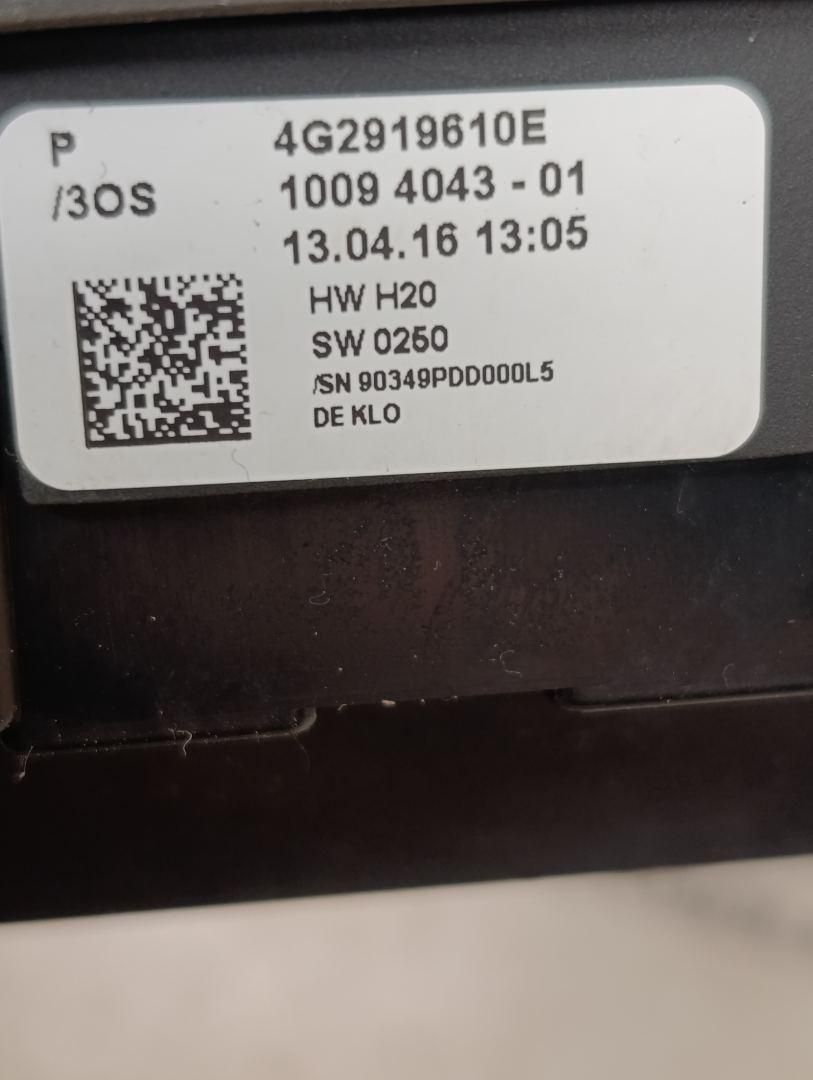 P 4G2919610E
/3OS 1009 4043 - 01
13.04.16 13:05
HW H20
SW 0250
/SN 90349PDD000L5
DE KLO